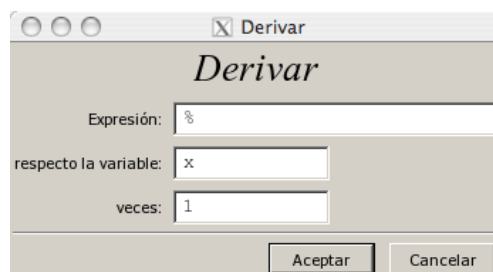 Derivar
Derivar
Expresión: %
respecto la variable: x
veces: 1
Aceptar Cancelar